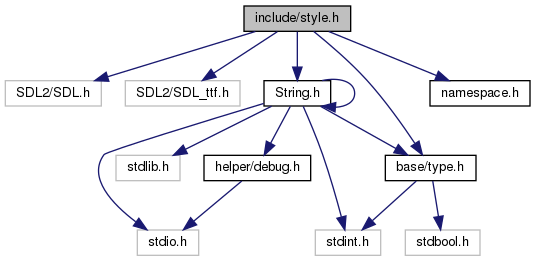 include/style.h
SDL2/SDL.h
SDL2/SDL_ttf.h
String.h
namespace.h
stdlib.h
helper/debug.h
base/type.h
stdio.h
stdint.h
stdbool.h